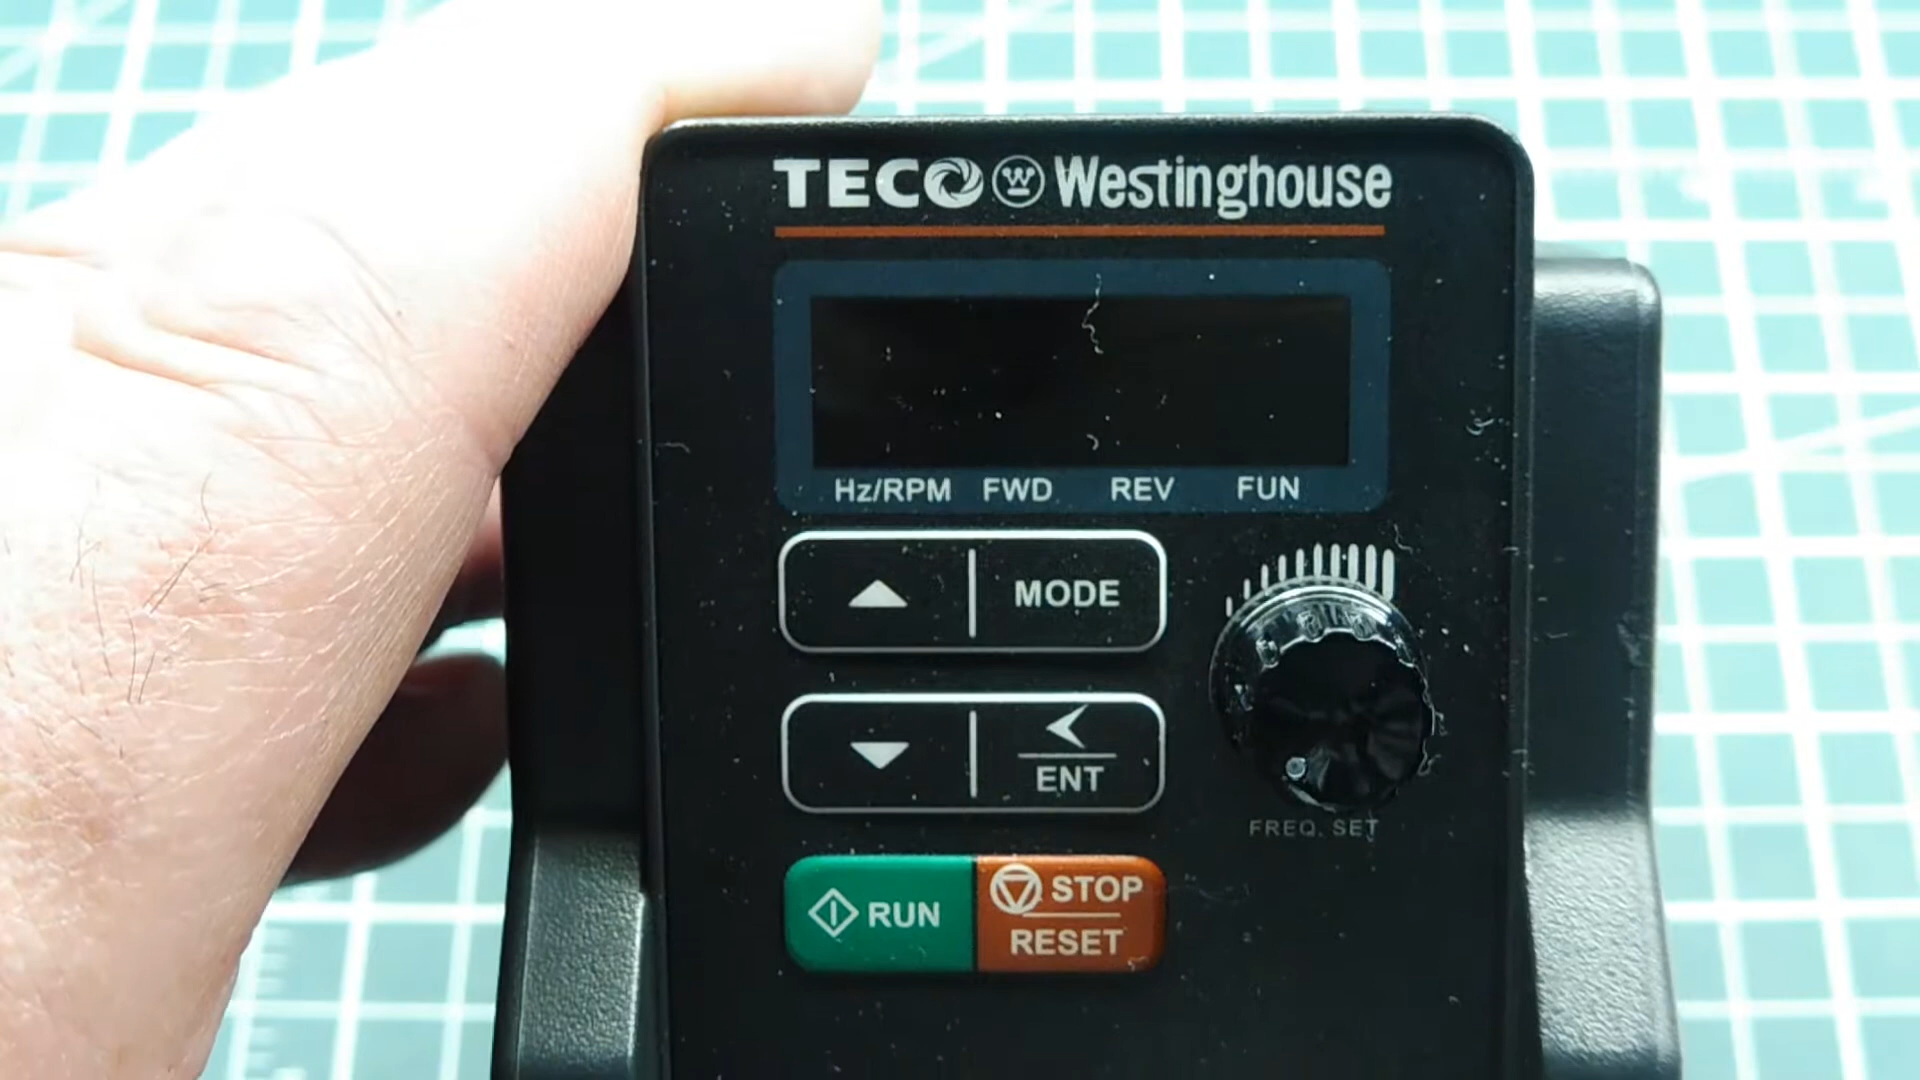 TECO Westinghouse
Hz/RPM FWD REV FUN
MODE
ENT
FREQ. SET
RUN
STOP
RESET